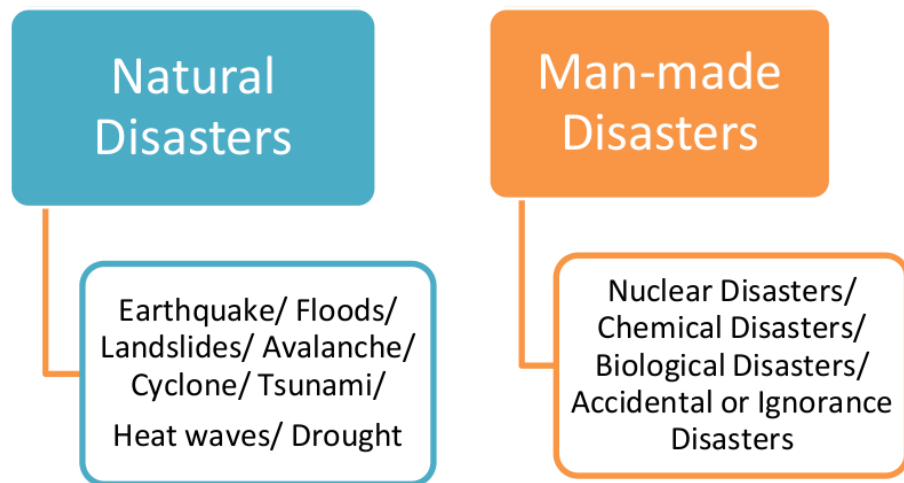 Natural
Disasters
Earthquake/ Floods/
Landslides/ Avalanche/
Cyclone/ Tsunami/
Heat waves/ Drought
Man-made
Disasters
Nuclear Disasters/
Chemical Disasters/
Biological Disasters/
Accidental or Ignorance
Disasters